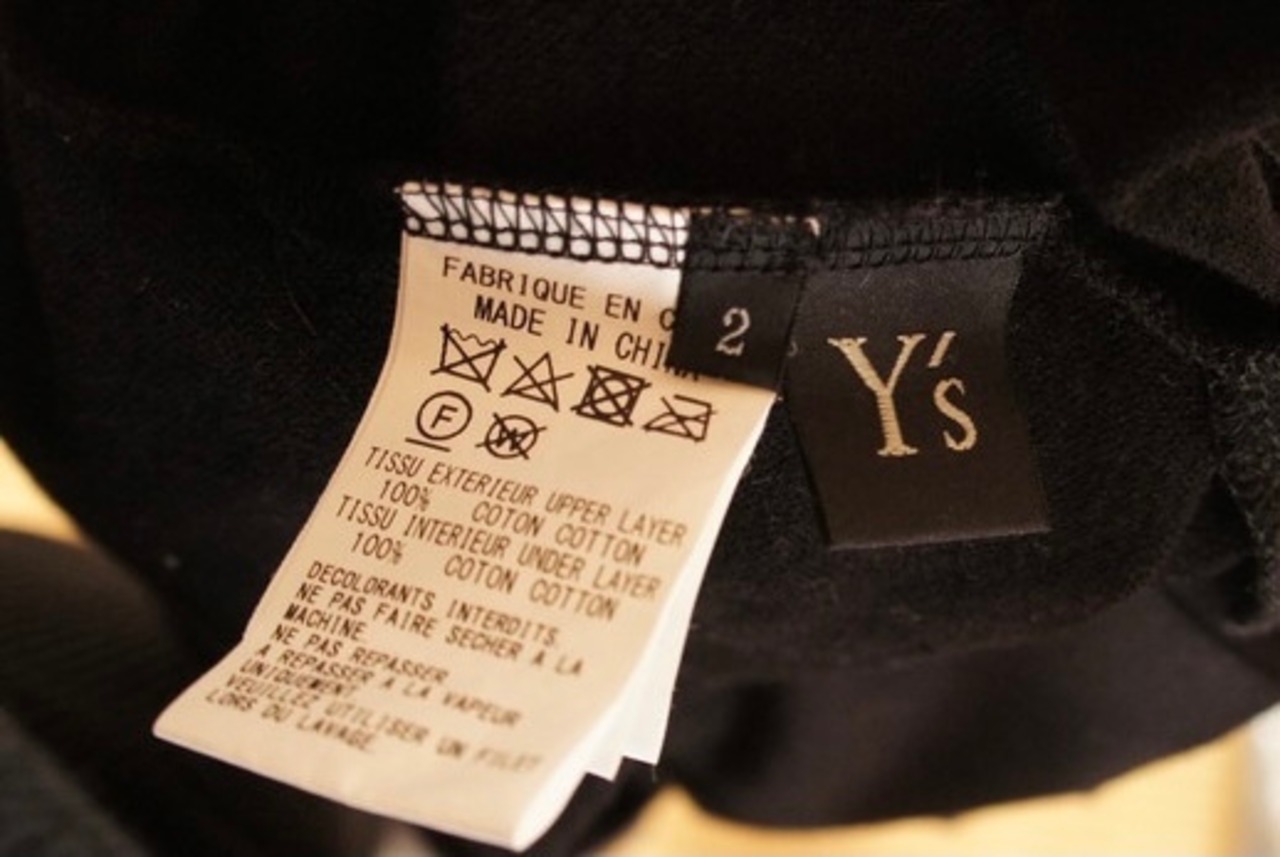 FABRIQUE EN C
MADE IN CHINA
F
W
TISSU EXTERIEUR UPPER LAYER
100% COTON COTTON
TISSU INTERIEUR UNDER LAYER
100% COTON COTTON
DECOLORANTS INTERDITS.
NE PAS FAIRE SECHER A LA
MACHINE.
NE PAS REPASSER.
A REPASSER A LA VAPEUR
UNIQUEMENT.
VEUILLEZ UTILISER UN FILET
LORS DU LAVAGE.
2
Y's